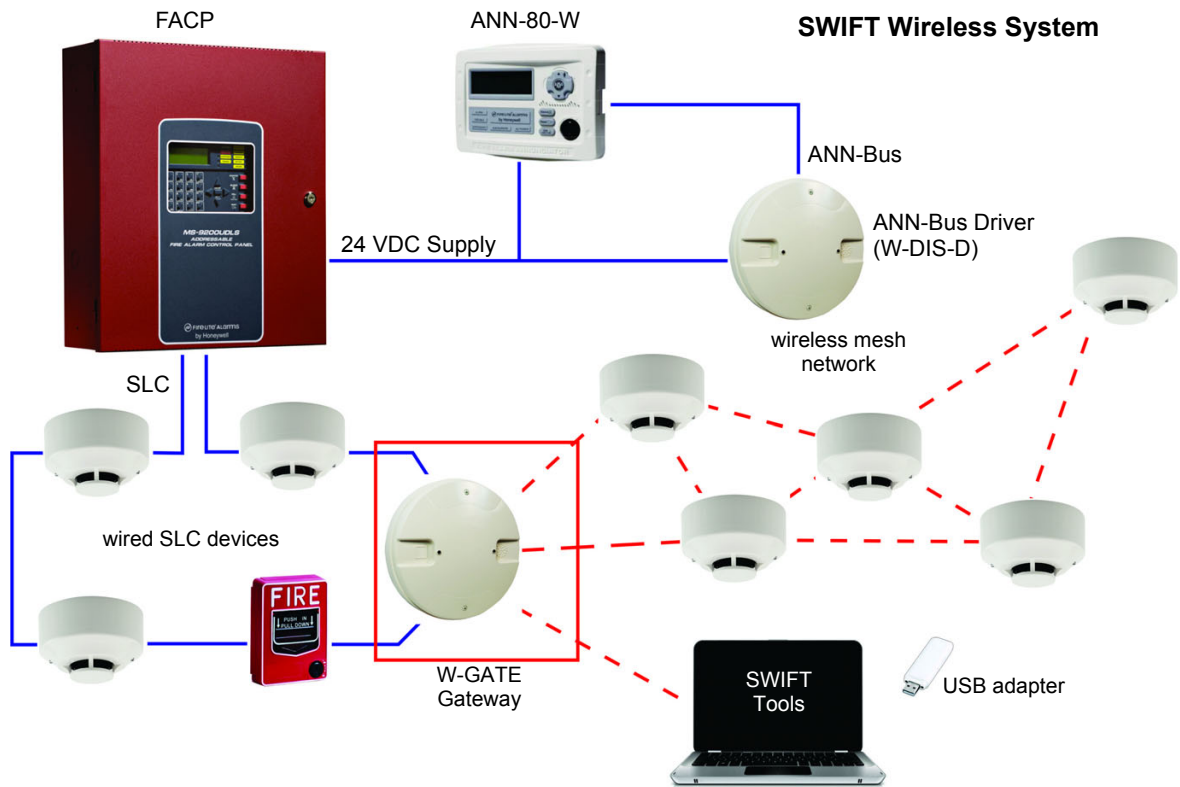 FACP
ANN-80-W
SWIFT Wireless System
MS-9200UDLS
ADDRESSABLE
FIRE ALARM CONTROL PANEL
FIRE•LITE ALARMS
by Honeywell
24 VDC Supply
ANN-Bus
ANN-Bus Driver
(W-DIS-D)
wireless mesh
network
SLC
wired SLC devices
FIRE
PUSH IN
PULL DOWN
W-GATE
Gateway
SWIFT
Tools
USB adapter